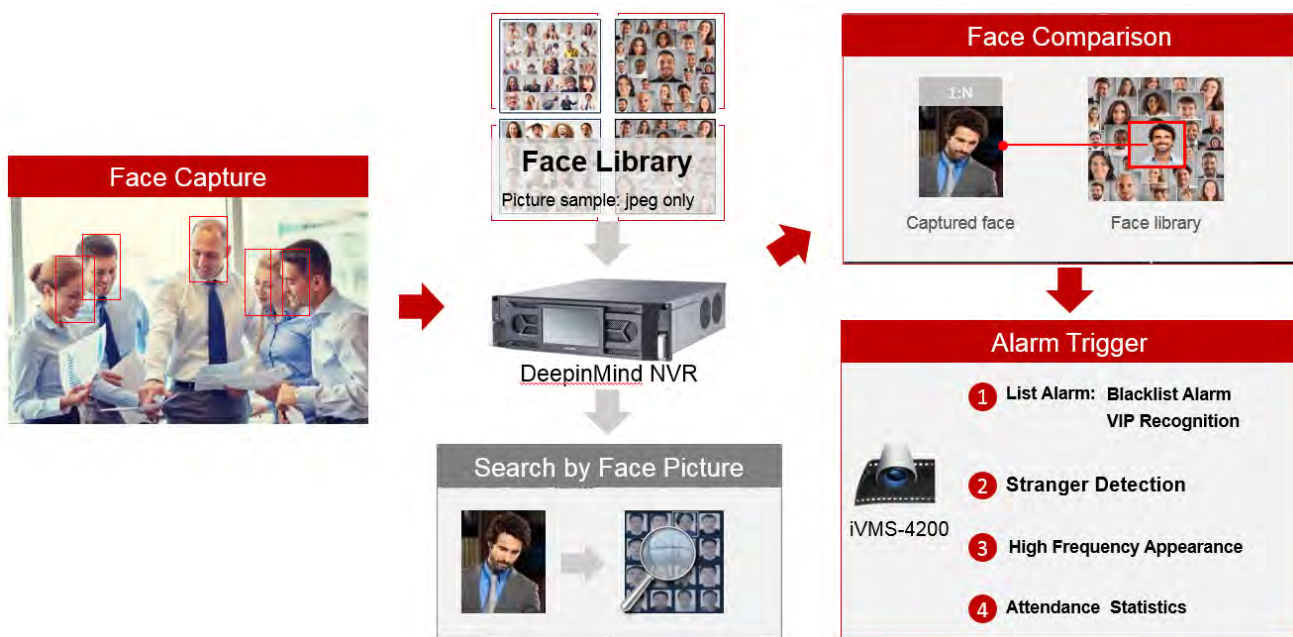 Face Capture
Face Library
Picture sample: jpeg only
DeepinMind NVR
Search by Face Picture
Face Comparison
1:N
Captured face
Face library
Alarm Trigger
iVMS-4200
1 List Alarm: Blacklist Alarm
VIP Recognition
2 Stranger Detection
3 High Frequency Appearance
4 Attendance Statistics